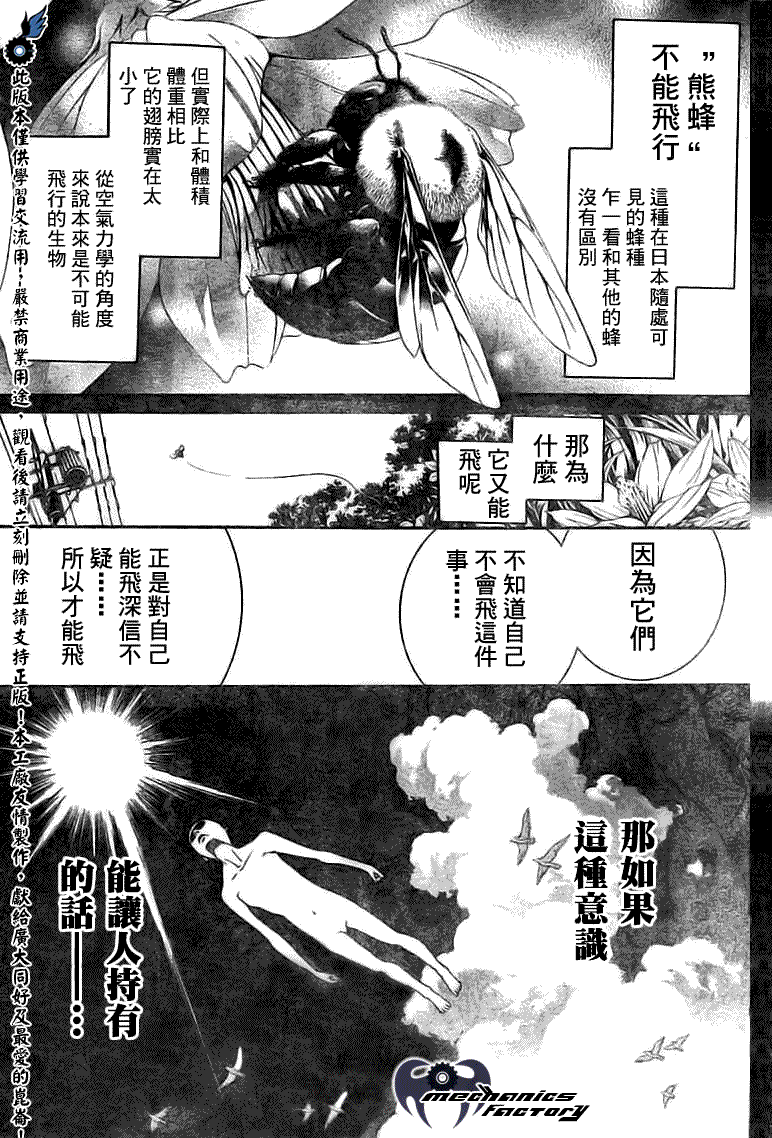 ”熊蜂“
不能飛行
這種在日本隨處可
見的蜂種
乍一看和其他的蜂
沒有區別
但實際上和體積
體重相比
它的翅膀實在太
小了
從空氣力學的角度
來說本來是不可能
飛行的生物
那為
什麼
它又能
飛呢
因為它們
不知道自己
不會飛這件
事……
正是對自己
能飛深信不
疑……
所以才能飛
那如果
這種意識
能讓人持有
的話——…
此版本僅供學習交流用!嚴禁商業用途,觀看後請立刻刪除並請支持正版!本工廠友情製作,獻給廣大同好及最愛的崑崙!
mechanics
factory